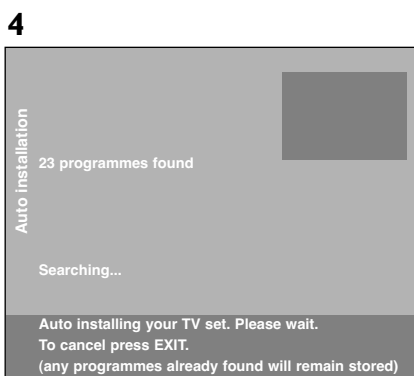 4
Auto installation
23 programmes found
Searching...
Auto installing your TV set. Please wait.
To cancel press EXIT.
(any programmes already found will remain stored)